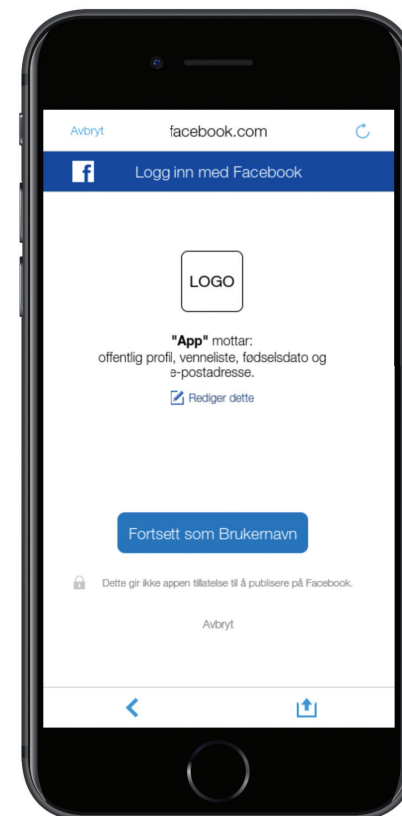 Avbryt facebook.com
f Logg inn med Facebook
LOGO
"App" mottar:
offentlig profil, venneliste, fødselsdato og
e-postadresse.
Rediger dette
Fortsett som Brukernavn
Dette gir ikke appen tillatelse til å publisere på Facebook.
Avbryt